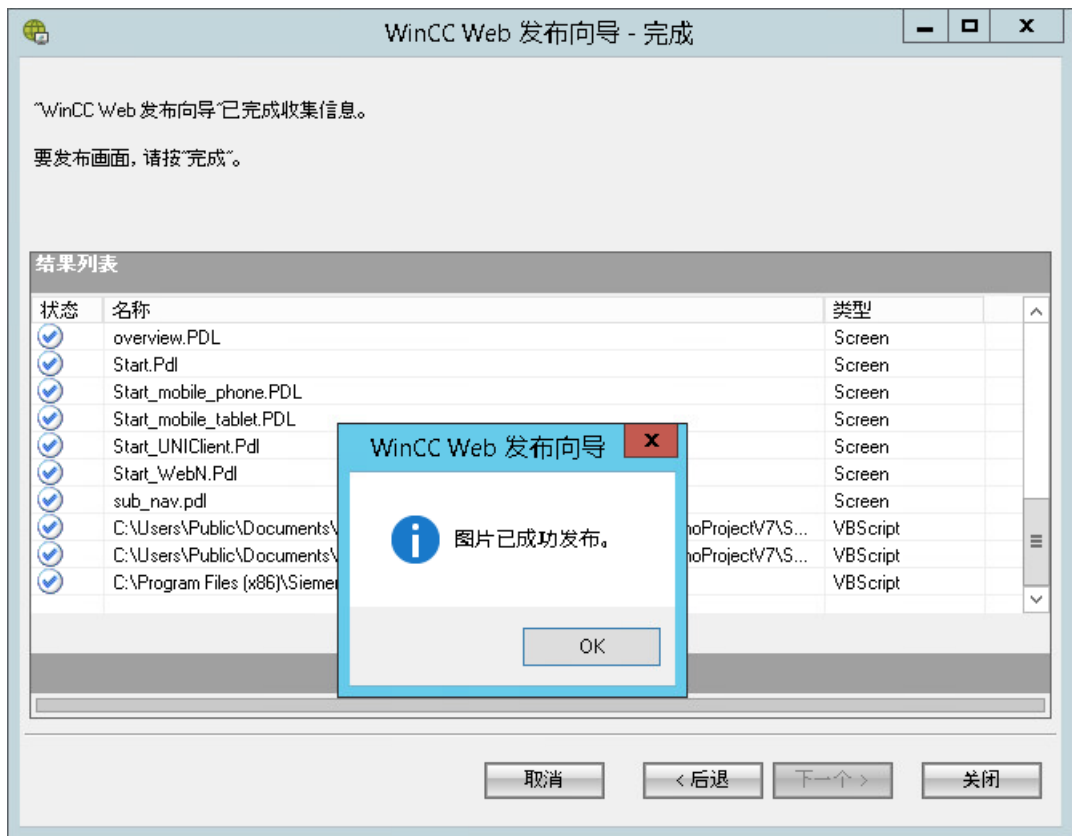 WinCC Web 发布向导 - 完成
"WinCC Web 发布向导"已完成收集信息。
要发布画面，请按"完成"。
结果列表
状态 名称 类型
overview.PDL Screen
Start.Pdl Screen
Start_mobile_phone.PDL Screen
Start_mobile_tablet.PDL Screen
Start_UNIClient.Pdl Screen
Start_WebN.Pdl Screen
sub_nav.pdl Screen
C:\Users\Public\Documents\ noProjectV7\S... VBScript
C:\Users\Public\Documents\ noProjectV7\S... VBScript
C:\Program Files (x86)\Siemen VBScript
WinCC Web 发布向导
图片已成功发布。
OK
取消 < 后退 下一个 > 关闭